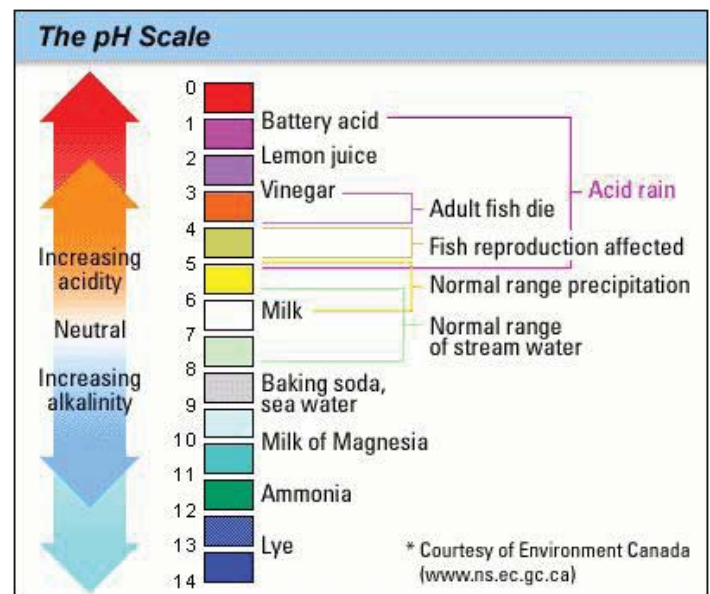 The pH Scale
0
1
Battery acid
2
Lemon juice
3
Vinegar
Acid rain
Adult fish die
4
Fish reproduction affected
Increasing
acidity
5
Normal range precipitation
6
Milk
Neutral
7
Normal range
of stream water
8
Increasing
alkalinity
Baking soda,
sea water
9
10
Milk of Magnesia
11
Ammonia
12
13
Lye
14
* Courtesy of Environment Canada
(www.ns.ec.gc.ca)